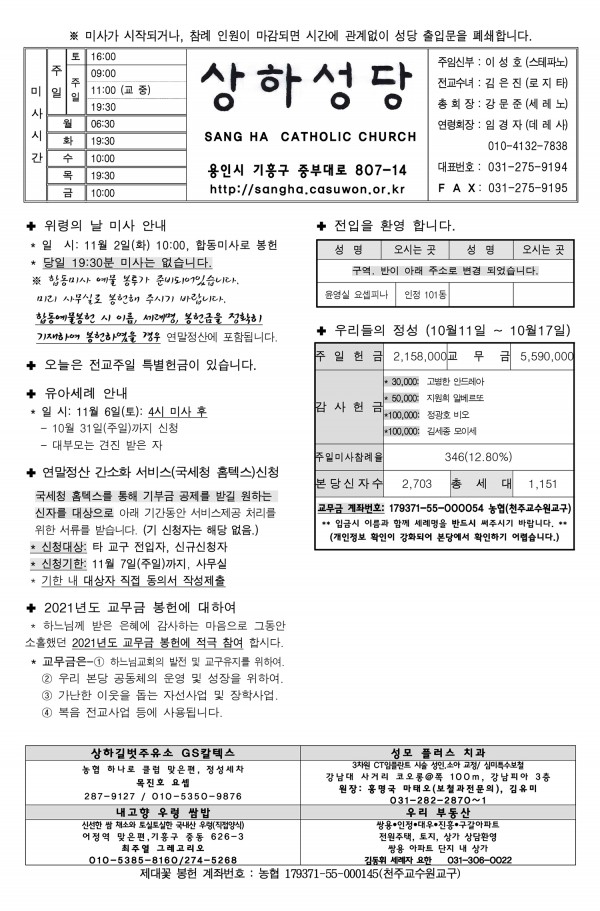 ※ 미사가 시작되거나, 참례 인원이 마감되면 시간에 관계없이 성당 출입문을 폐쇄합니다.
미사시간
주일
토 16:00
주일
09:00
11:00 (교 중)
19:30
월 06:30
화 19:30
수 10:00
목 19:30
금 10:00
상하성당
SANG HA CATHOLIC CHURCH
용인시 기흥구 중부대로 807-14
http://sangha.casuwon.or.kr
주임신부 : 이 성 호 (스테파노)
전교수녀 : 김 은 진 (로 지 타)
총 회 장 : 강 문 준 (세 레 노)
연령회장 : 임 경 자 (데 레 사)
010-4132-7838
대표번호 : 031-275-9194
F A X : 031-275-9195
✚ 위령의 날 미사 안내
* 일 시: 11월 2일(화) 10:00, 합동미사로 봉헌
* 당일 19:30분 미사는 없습니다.
※ 합동미사 예물 봉투가 준비되어있습니다.
미리 사무실로 봉헌해 주시기 바랍니다.
합동예물봉헌 시 이름, 세례명, 봉헌금을 정확히
기재하여 봉헌하였을 경우 연말정산에 포함됩니다.
✚ 오늘은 전교주일 특별헌금이 있습니다.
✚ 유아세례 안내
* 일 시: 11월 6일(토): 4시 미사 후
- 10월 31일(주일)까지 신청
- 대부모는 견진 받은 자
✚ 연말정산 간소화 서비스(국세청 홈텍스)신청
국세청 홈텍스를 통해 기부금 공제를 받길 원하는
신자를 대상으로 아래 기간동안 서비스제공 처리를
위한 서류를 받습니다. (기 신청자는 해당 없음.)
* 신청대상: 타 교구 전입자, 신규신청자
* 신청기한: 11월 7일(주일)까지, 사무실
* 기한 내 대상자 직접 동의서 작성제출
✚ 2021년도 교무금 봉헌에 대하여
* 하느님께 받은 은혜에 감사하는 마음으로 그동안
소홀했던 2021년도 교무금 봉헌에 적극 참여 합시다.
* 교무금은-① 하느님교회의 발전 및 교구유지를 위하여.
② 우리 본당 공동체의 운영 및 성장을 위하여.
③ 가난한 이웃을 돕는 자선사업 및 장학사업.
④ 복음 전교사업 등에 사용됩니다.
✚ 전입을 환영 합니다.
성 명 오시는 곳 성 명 오시는 곳
구역, 반이 아래 주소로 변경 되었습니다.
윤영실 요셉피나 인정 101동
✚ 우리들의 정성 (10월11일 ~ 10월17일)
주 일 헌 금 2,158,000 교 무 금 5,590,000
감 사 헌 금
* 30,000: 고병한 안드레아
* 50,000: 지원희 알베르또
*100,000: 정광호 비오
*100,000: 김세종 모이세
주일미사참례율 346(12.80%)
본 당 신 자 수 2,703 총 세 대 1,151
교무금 계좌번호: 179371-55-000054 농협(천주교수원교구)
** 입금시 이름과 함께 세례명을 반드시 써주시기 바랍니다. **
(개인정보 확인이 강화되어 본당에서 확인하기 어렵습니다.)
상하길벗주유소 GS칼텍스
농협 하나로 클럽 맞은편, 정성세차
목진호 요셉
287-9127 / 010-5350-9876
성모 플러스 치과
3차원 CT임플란트 시술 성인,소아 교정/ 심미특수보철
강남대 사거리 코오롱@쪽 100m, 강남피아 3층
원장: 홍명국 마태오(보철과전문의), 김유미
031-282-2870~1
내고향 우렁 쌈밥
신선한 쌈 채소와 토실토실한 국내산 우렁(직접양식)
어정역 맞은편,기흥구 중동 626-3
최주열 그레고리오
010-5385-8160/274-5268
우리 부동산
쌍용•인정•대우•진흥•구갈아파트
전원주택, 토지, 상가 상담환영
쌍용 아파트 단지 내 상가
김동휘 세례자 요한 031-306-0022
제대꽃 봉헌 계좌번호 : 농협 179371-55-000145(천주교수원교구)